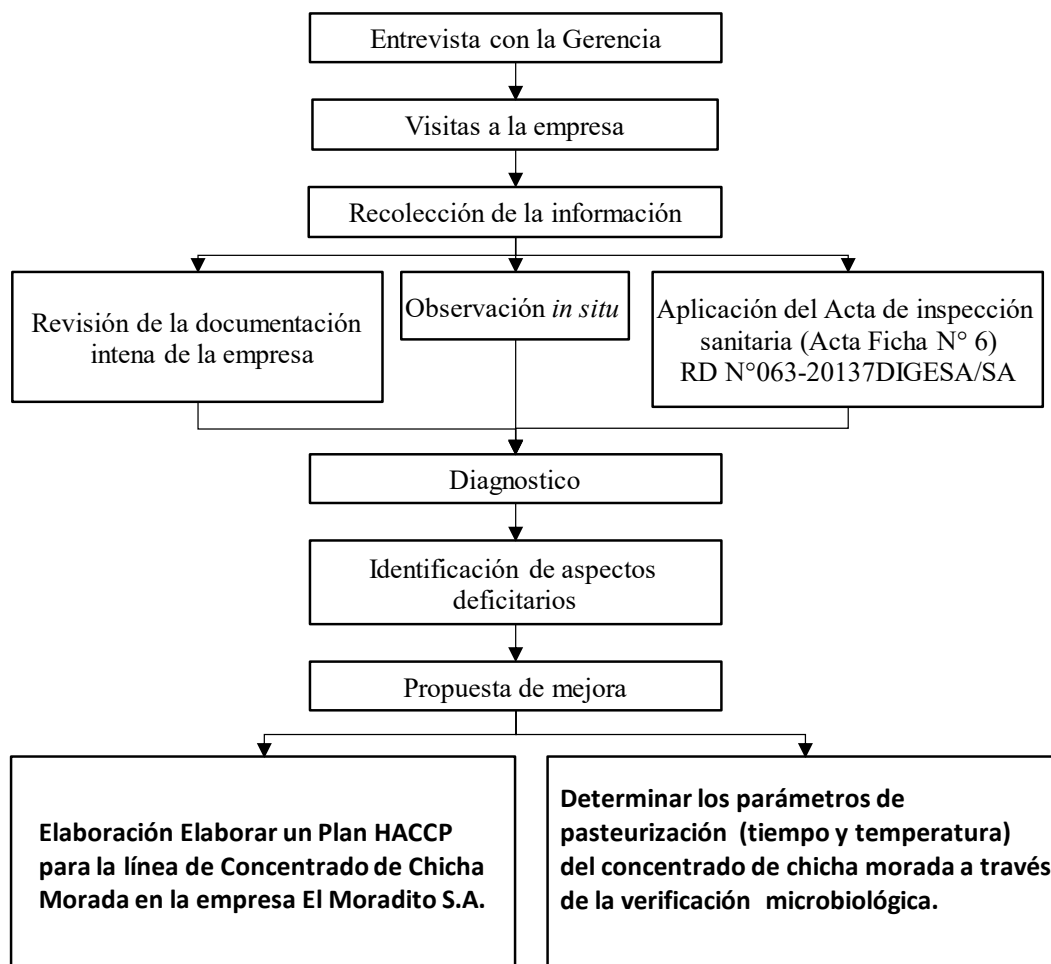 Entrevista con la Gerencia
Visitas a la empresa
Recolección de la información
Revisión de la documentación
intena de la empresa
Observación in situ
Aplicación del Acta de inspección
sanitaria (Acta Ficha N° 6)
RD N°063-20137DIGESA/SA
Diagnostico
Identificación de aspectos
deficitarios
Propuesta de mejora
Elaboración Elaborar un Plan HACCP
para la línea de Concentrado de Chicha
Morada en la empresa El Moradito S.A.
Determinar los parámetros de
pasteurización (tiempo y temperatura)
del concentrado de chicha morada a través
de la verificación microbiológica.